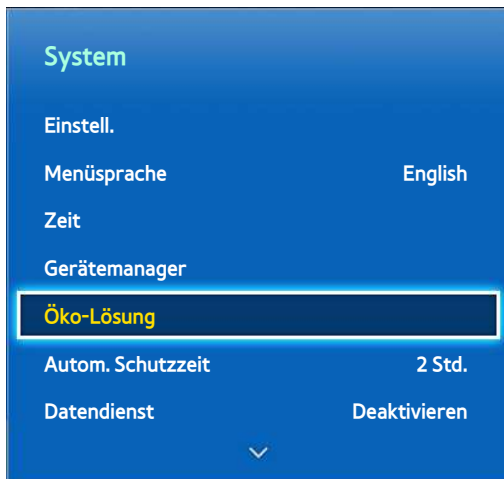 System
Einstell.
Menüsprache English
Zeit
Gerätemanager
Öko-Lösung
Autom. Schutzzeit 2 Std.
Datendienst Deaktivieren